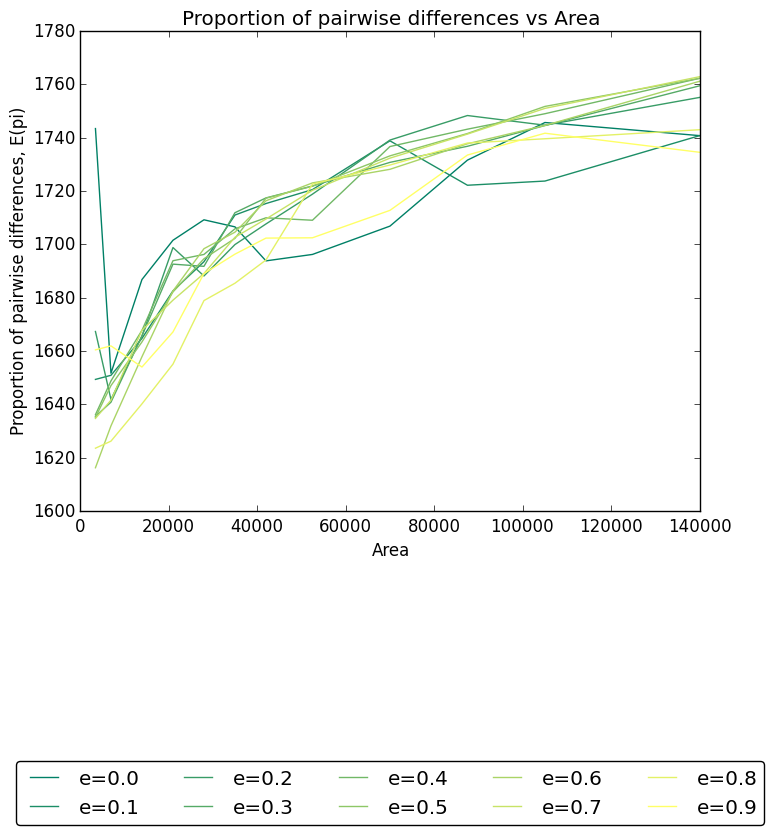 Proportion of pairwise differences vs Area
1780
1760
1740
1720
1700
1680
1660
1640
1620
1600
Proportion of pairwise differences, E(pi)
0 20000 40000 60000 80000 100000 120000 140000
Area
e=0.0 e=0.2 e=0.4 e=0.6 e=0.8
e=0.1 e=0.3 e=0.5 e=0.7 e=0.9